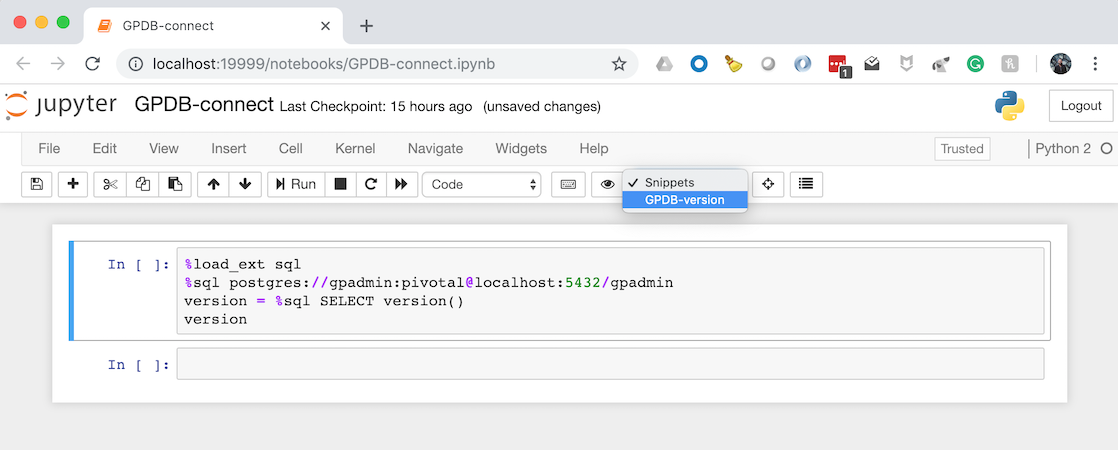 GPDB-connect
localhost:19999/notebooks/GPDB-connect.ipynb
1
jupyter GPDB-connect Last Checkpoint: 15 hours ago (unsaved changes) Logout
File Edit View Insert Cell Kernel Navigate Widgets Help Trusted Python 2
Run Code Snippets
GPDB-version
In [ ]: %load_ext sql
%sql postgres://gpadmin:pivotal@localhost:5432/gpadmin
version = %sql SELECT version()
version
In [ ]: